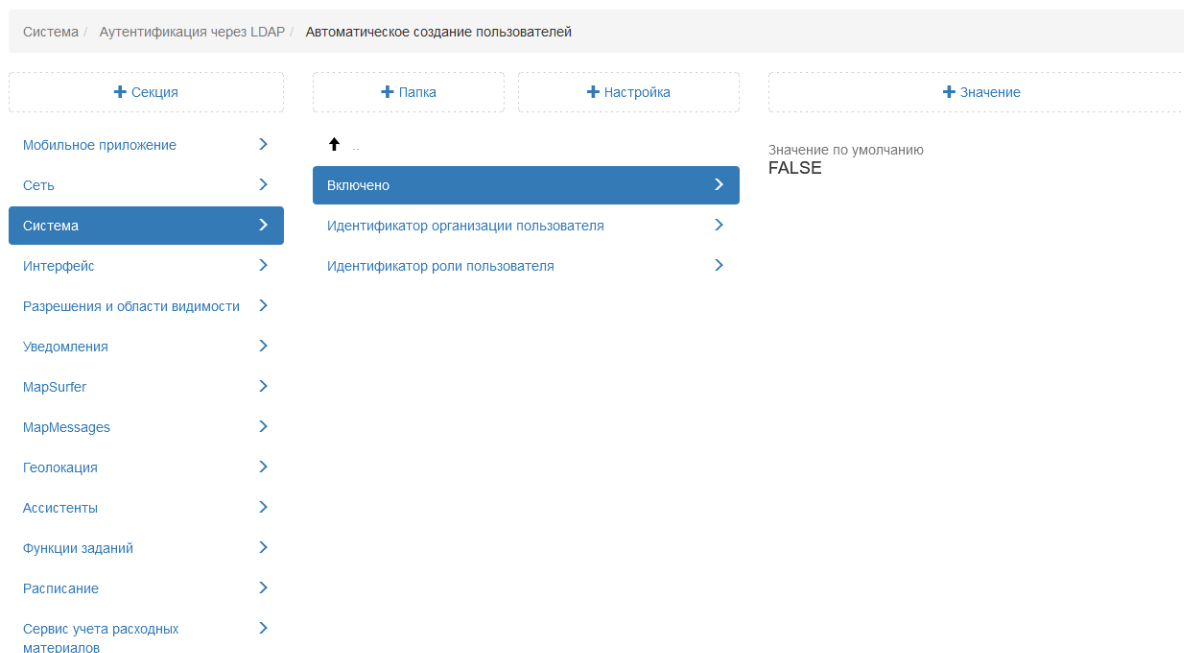 Система / Аутентификация через LDAP / Автоматическое создание пользователей
+ Секция
+ Папка
+ Настройка
+ Значение
Мобильное приложение
Сеть
Система
Интерфейс
Разрешения и области видимости
Уведомления
MapSurfer
MapMessages
Геолокация
Ассистенты
Функции заданий
Расписание
Сервис учета расходных
материалов
..
Включено
Идентификатор организации пользователя
Идентификатор роли пользователя
Значение по умолчанию
FALSE